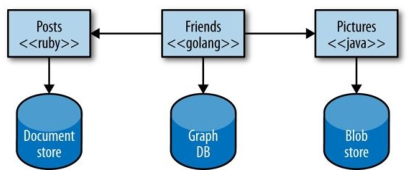 Posts
<<ruby>>
Friends
<<golang>>
Pictures
<<java>>
Document
store
Graph
DB
Blob
store